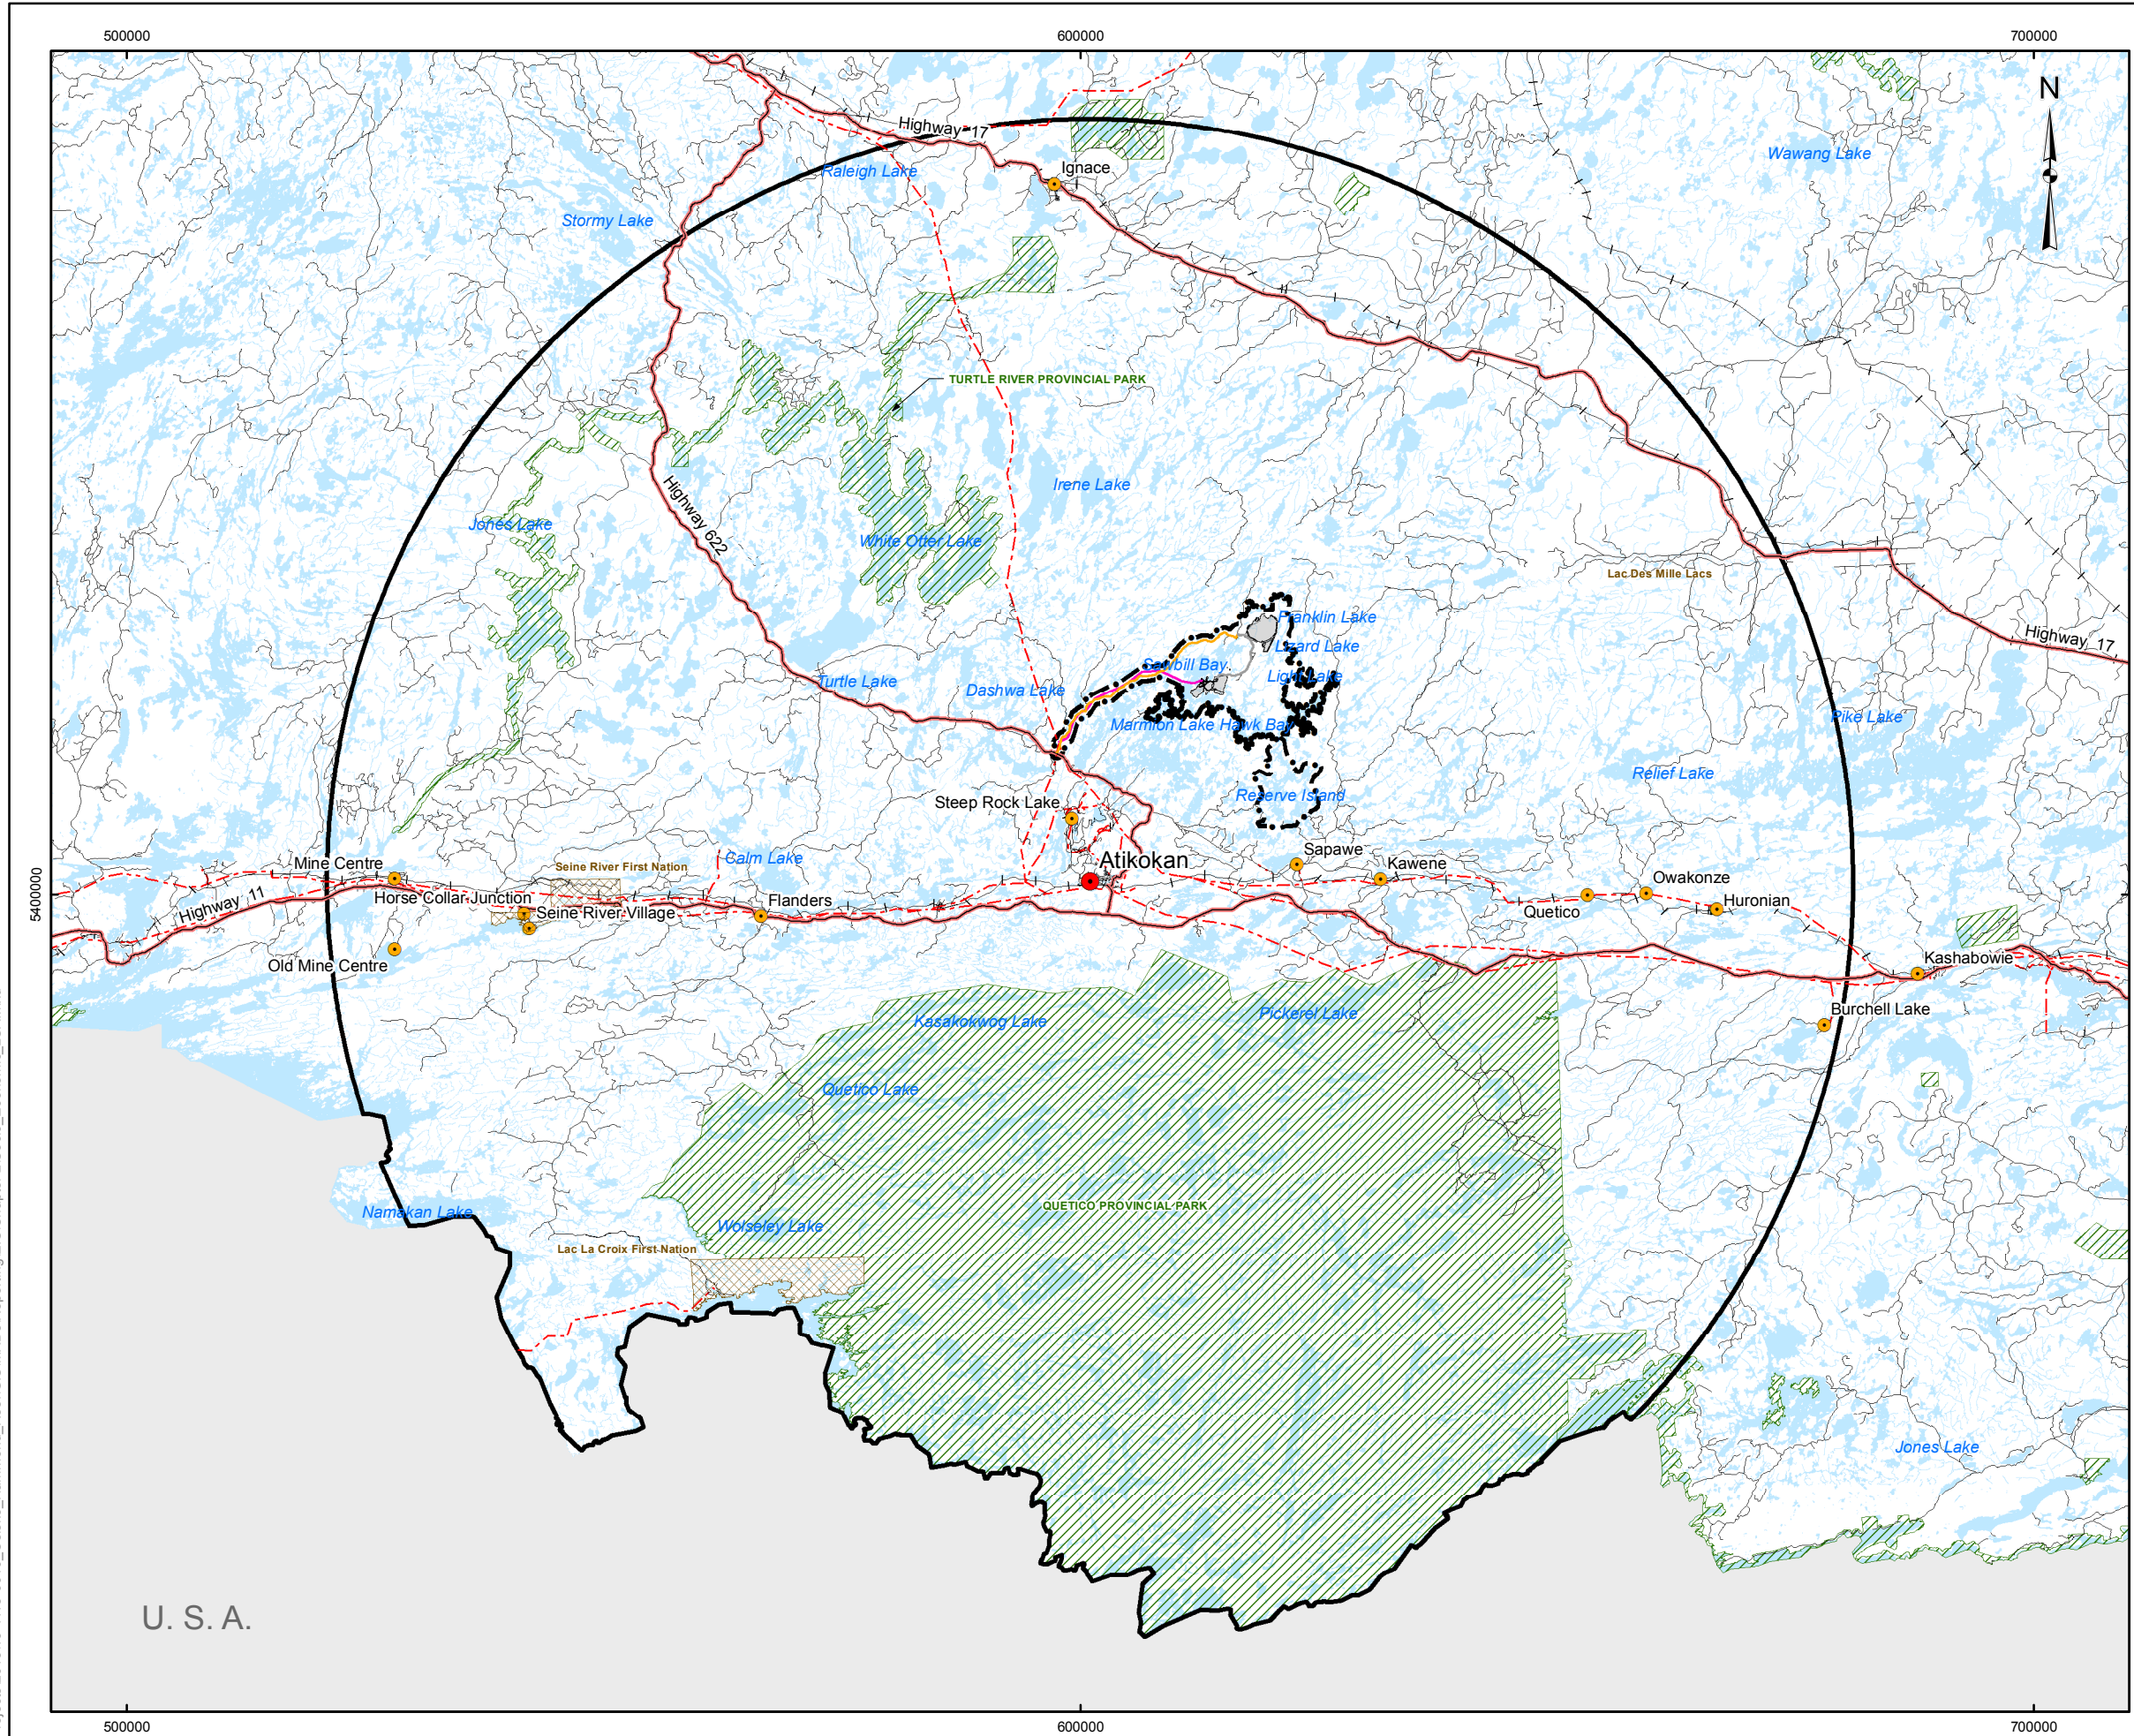 500000
600000
700000
N
Highway 17
Wawang Lake
Ignace
Raleigh Lake
Stormy Lake
TURTLE RIVER PROVINCIAL PARK
Irene Lake
Highway 622
Jones Lake
White Otter Lake
Lac Des Mille Lacs
Franklin Lake
Highway 17
Lizard Lake
Sawbill Bay
Light Lake
Turtle Lake
Dashwa Lake
Pike Lake
Marmion Lake Hawk Bay
Relief Lake
Reserve Island
Steep Rock Lake
Calm Lake
Atikokan
Sapawe
Mine Centre
Seine River First Nation
Kawene
5400000
Highway 11
Horse Collar Junction
Flanders
Owakonze
Huronian
Seine River Village
Quetico
Old Mine Centre
Kashabowie
Burchell Lake
Kasakokwog Lake
Pickerel Lake
Quetico Lake
QUETICO PROVINCIAL PARK
Namakan Lake
Wolseley Lake
Lac La Croix First Nation
Jones Lake
U. S. A.
500000
600000
700000